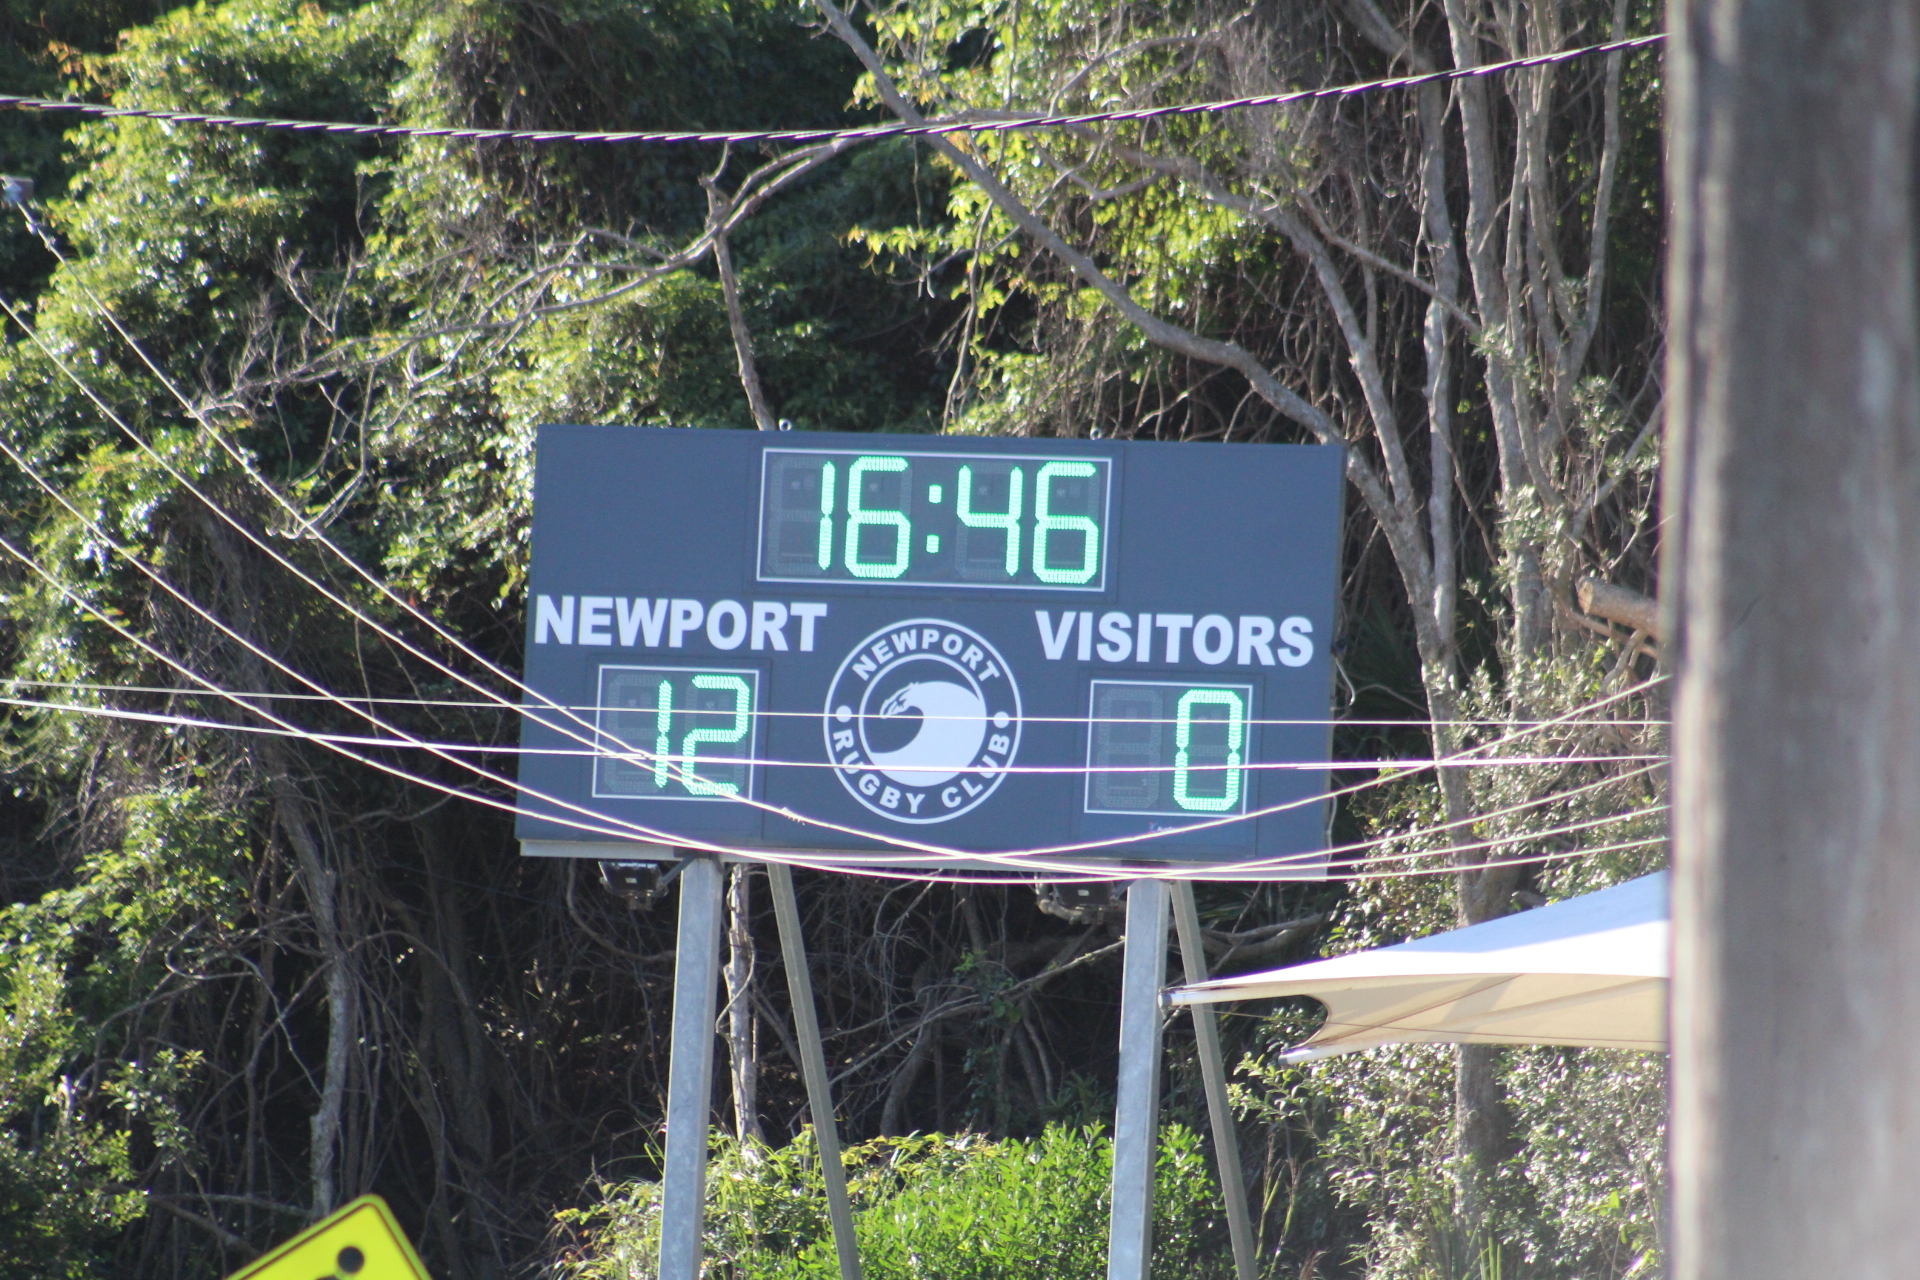 16:46
NEWPORT
VISITORS
12
NEWPORT
RUGBY CLUB
0